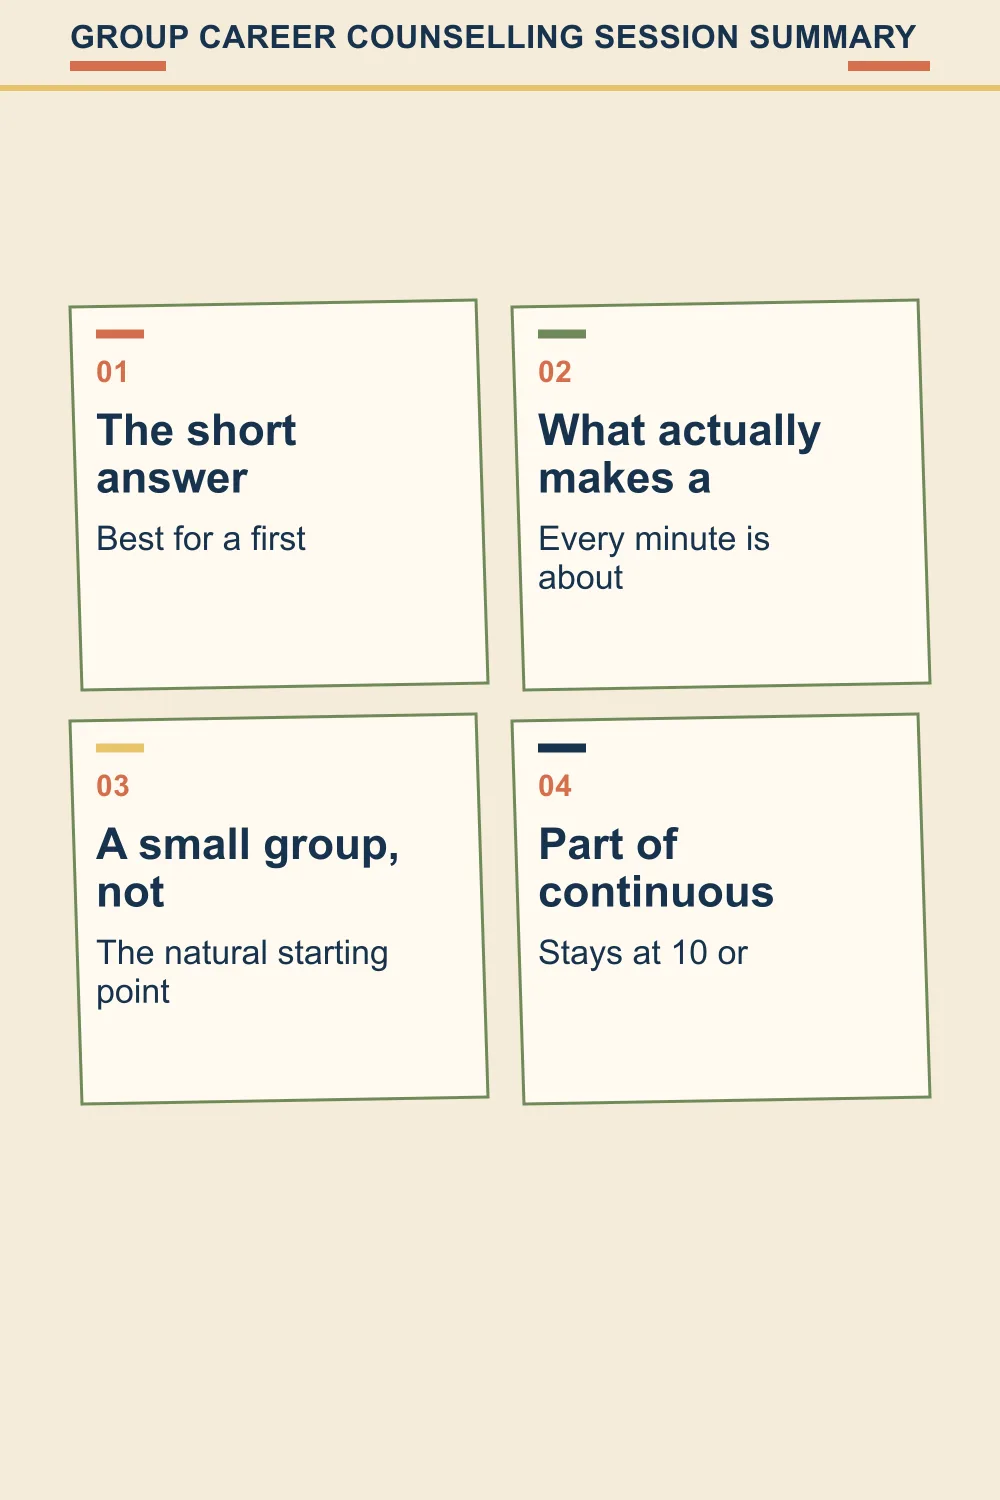 GROUP CAREER COUNSELLING SESSION SUMMARY
01
The short
answer
Best for a first
02
What actually
makes a
Every minute is
about
03
A small group,
not
The natural starting
point
04
Part of
continuous
Stays at 10 or